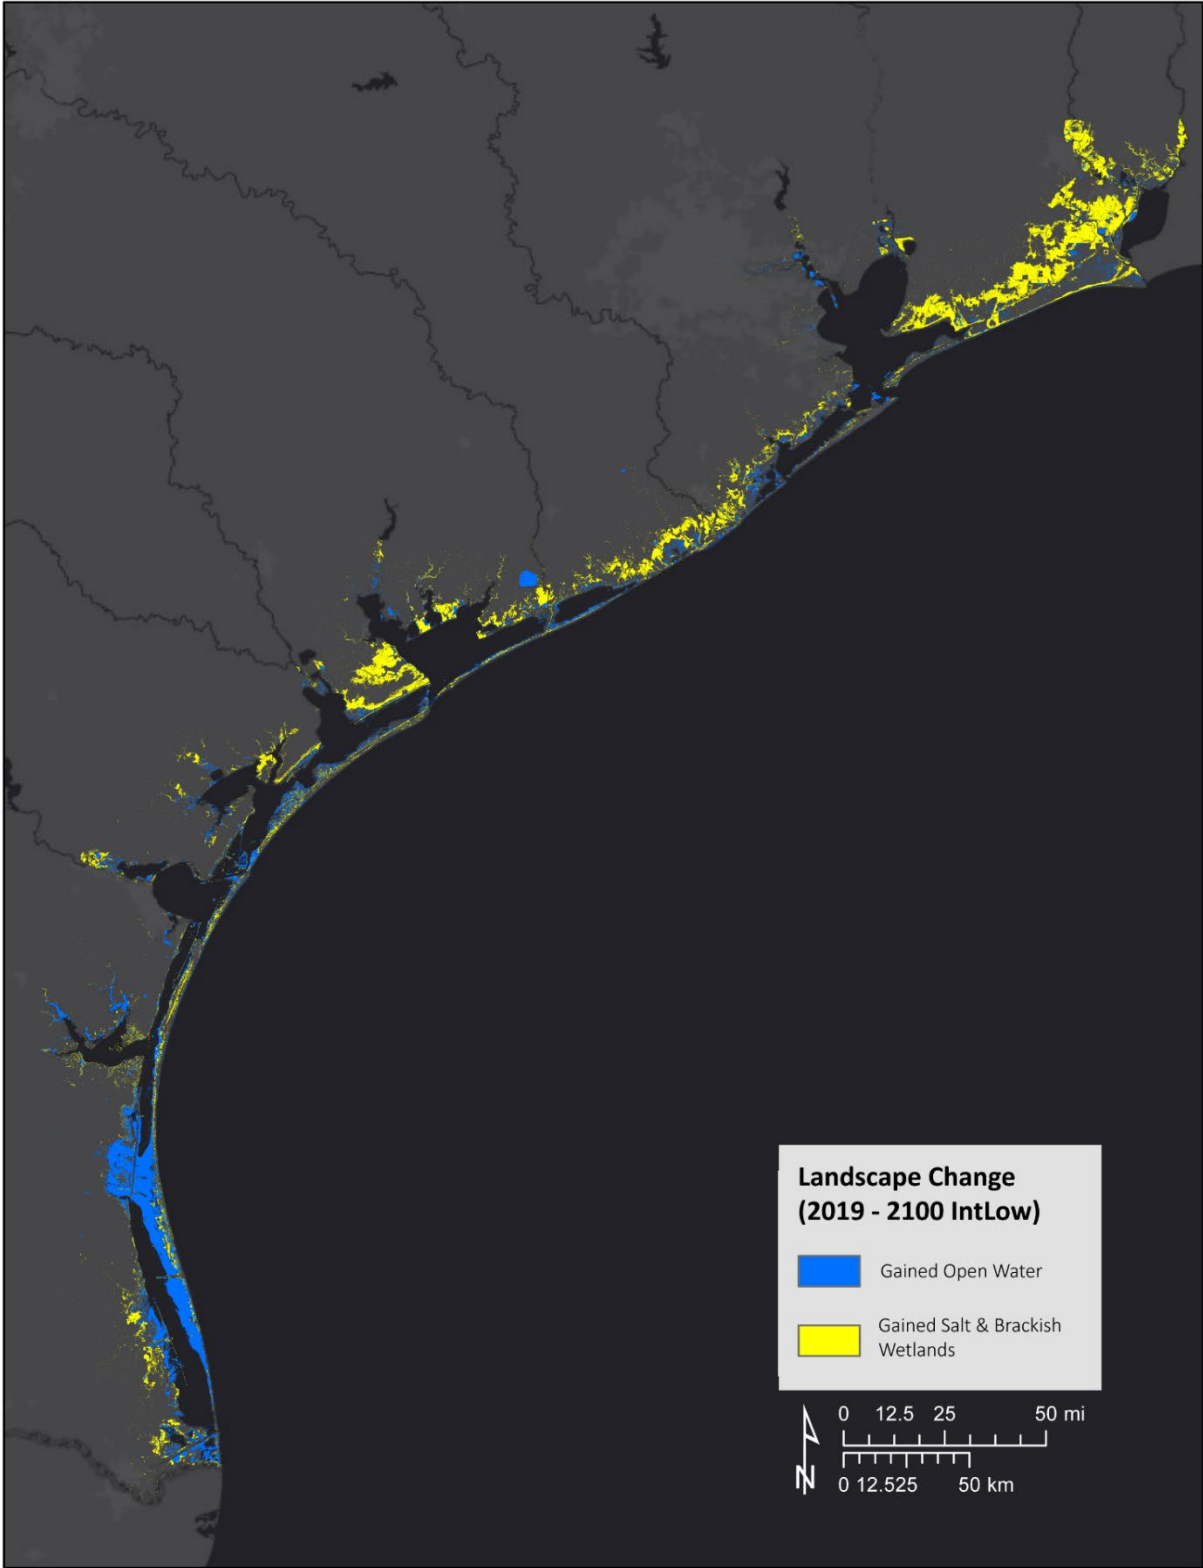 Landscape Change
(2019 - 2100 IntLow)
Gained Open Water
Gained Salt & Brackish
Wetlands
0 12.5 25 50 mi
0 12.525 50 km
N